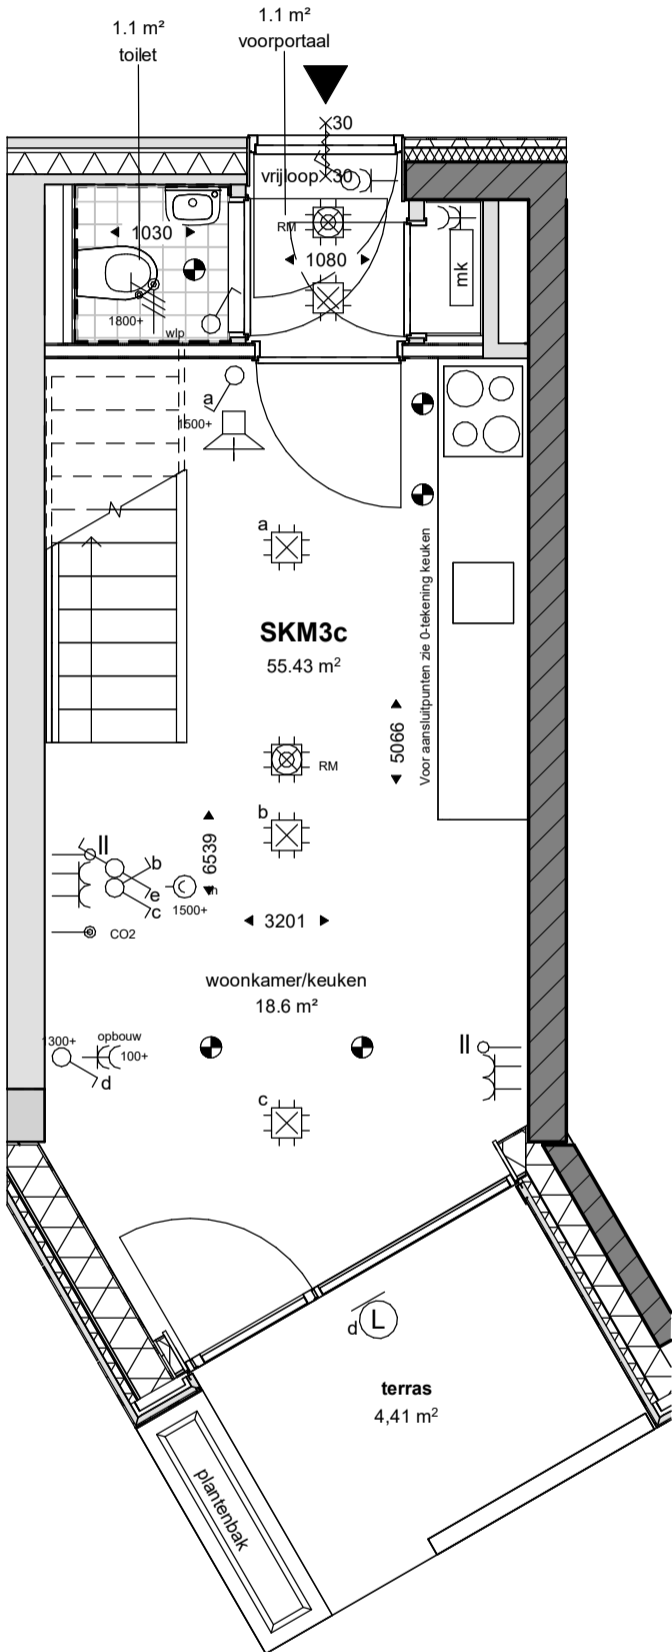 1.1 m²
toilet
1.1 m²
voorportaal
30
vrijloop
30
RM
1030
1080
mk
1800+
wlp
a
1500+
a
SKM3c
55.43 m²
Voor aansluitpunten zie 0-tekening keuken
5066
RM
b
6539
II
b
e
c
1500+
3201
CO2
woonkamer/keuken
18.6 m²
300+
opbouw
100+
d
II
c
d
L
terras
4,41 m²
plantenbak